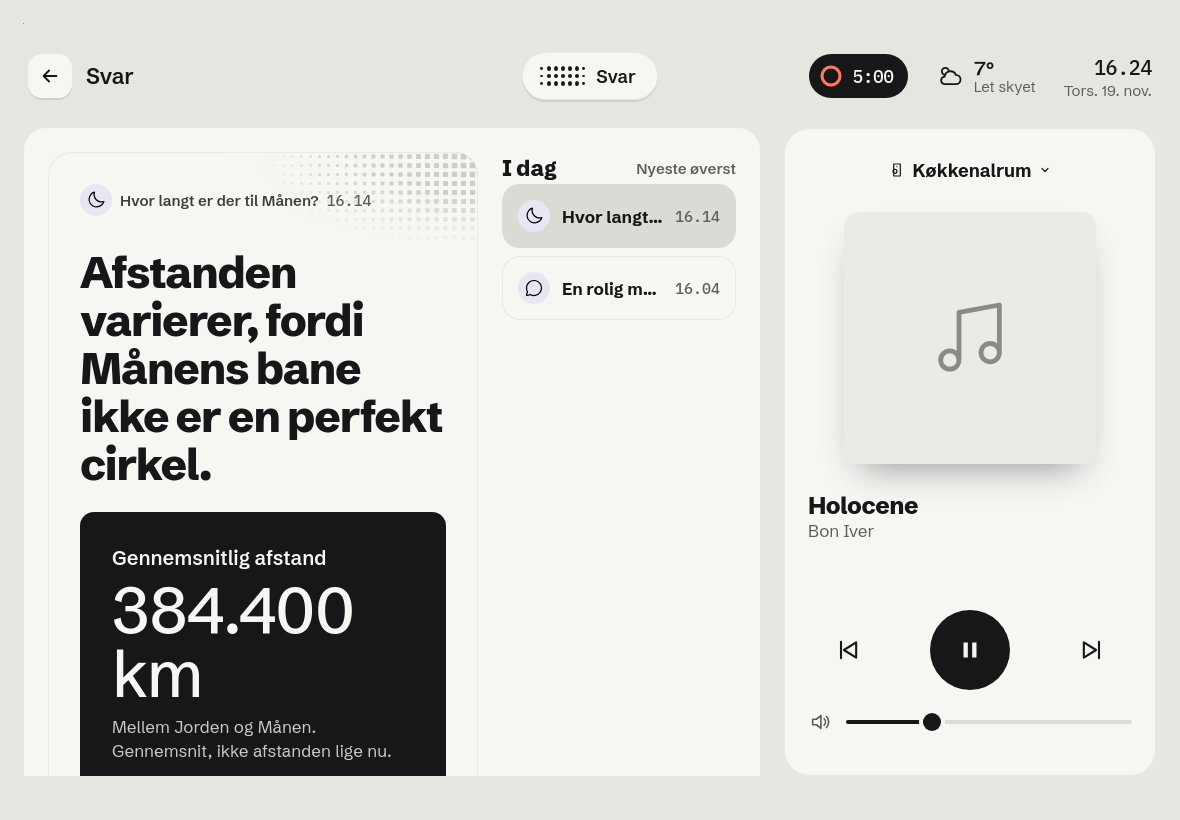 Svar
Svar
5:00
7°
Let skyet
16.24
Tors. 19. nov.
Hvor langt er der til Månen? 16.14
Afstanden
varierer, fordi
Månens bane
ikke er en perfekt
cirkel.
Gennemsnitlig afstand
384.400
km
Mellem Jorden og Månen.
Gennemsnit, ikke afstanden lige nu.
I dag
Nyeste øverst
Hvor langt... 16.14
En rolig m... 16.04
Køkkenalrum
Holocene
Bon Iver